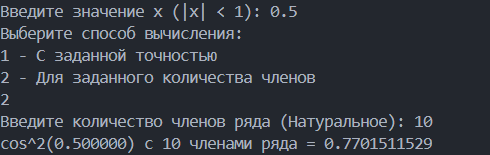 Введите значение x (|x| < 1): 0.5
Выберите способ вычисления:
1 - С заданной точностью
2 - Для заданного количества членов
2
Введите количество членов ряда (Натуральное): 10
cos^2(0.500000) с 10 членами ряда = 0.7701511529